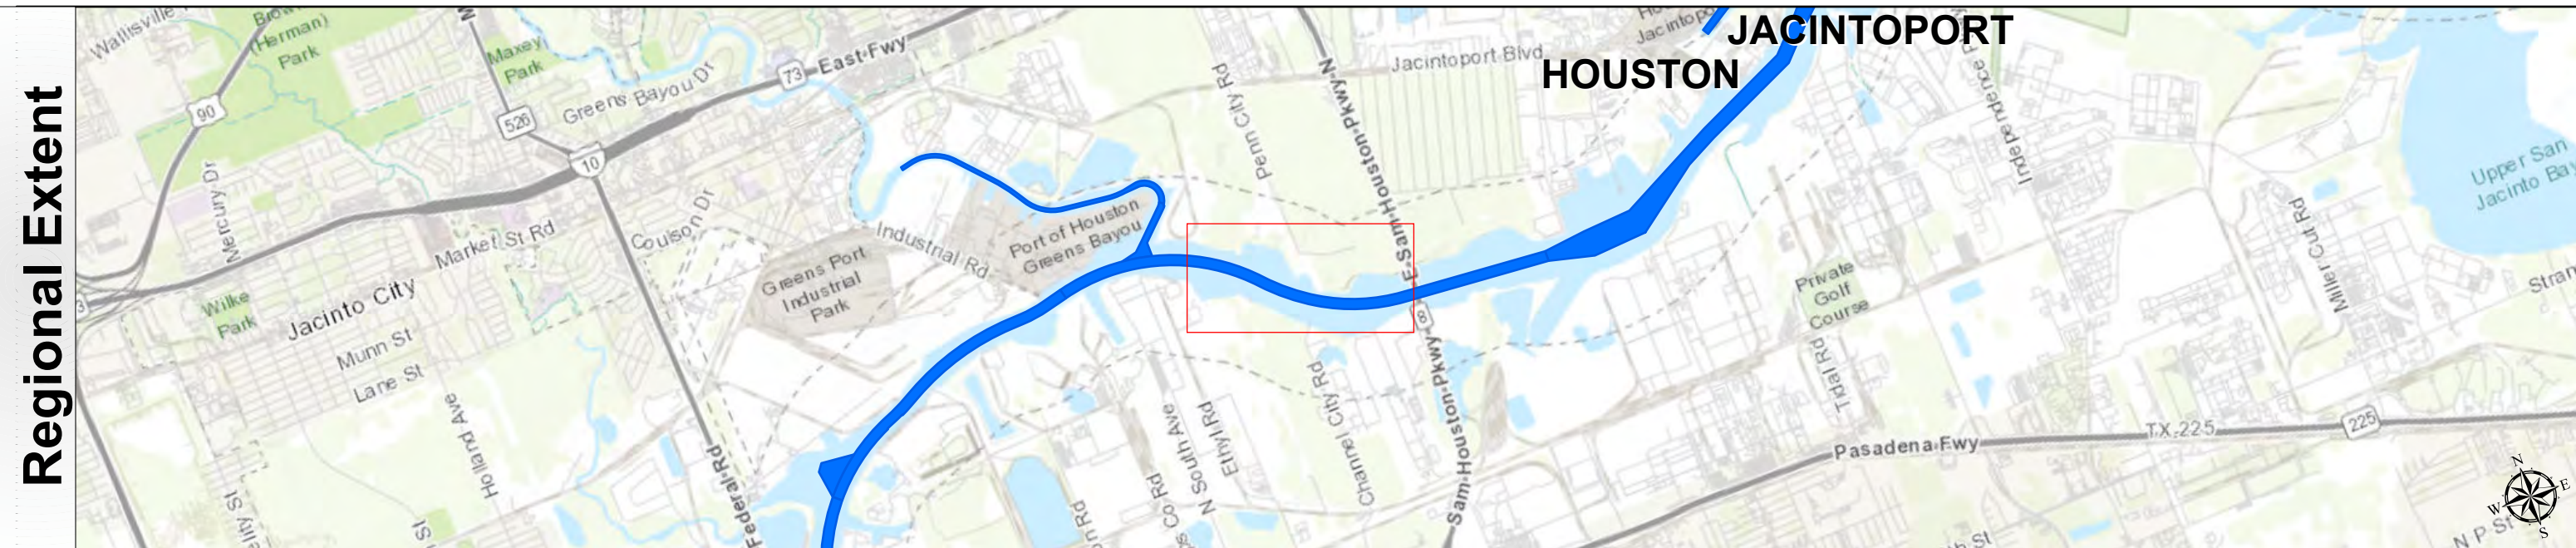 Regional Extent
Wallisville
Brown
(Herman)
Park
Maxey
Park
90
526
Greens Bayou Dr
73
East Fwy
10
Mercury Dr
Market St Rd
Coulson Dr
Wilke
Park
Jacinto City
Munn St
Lane St
Holland Ave
Federal Rd
Greens Port
Industrial
Park
Industrial Rd
Port of Houston
Greens Bayou
Penn City Rd
E Sam Houston Pkwy N
Jacintoport Blvd
JACINTOPORT
HOUSTON
8
Sam Houston Pkwy
Channel City Rd
Ethyl Rd
N South Ave
Co Rd
Independence
Private
Golf
Course
Tidal Rd
Miller Cut Rd
Upper San
Jacinto Bay
Pasadena Fwy
TX-225
225
N P St
N
E
S
W